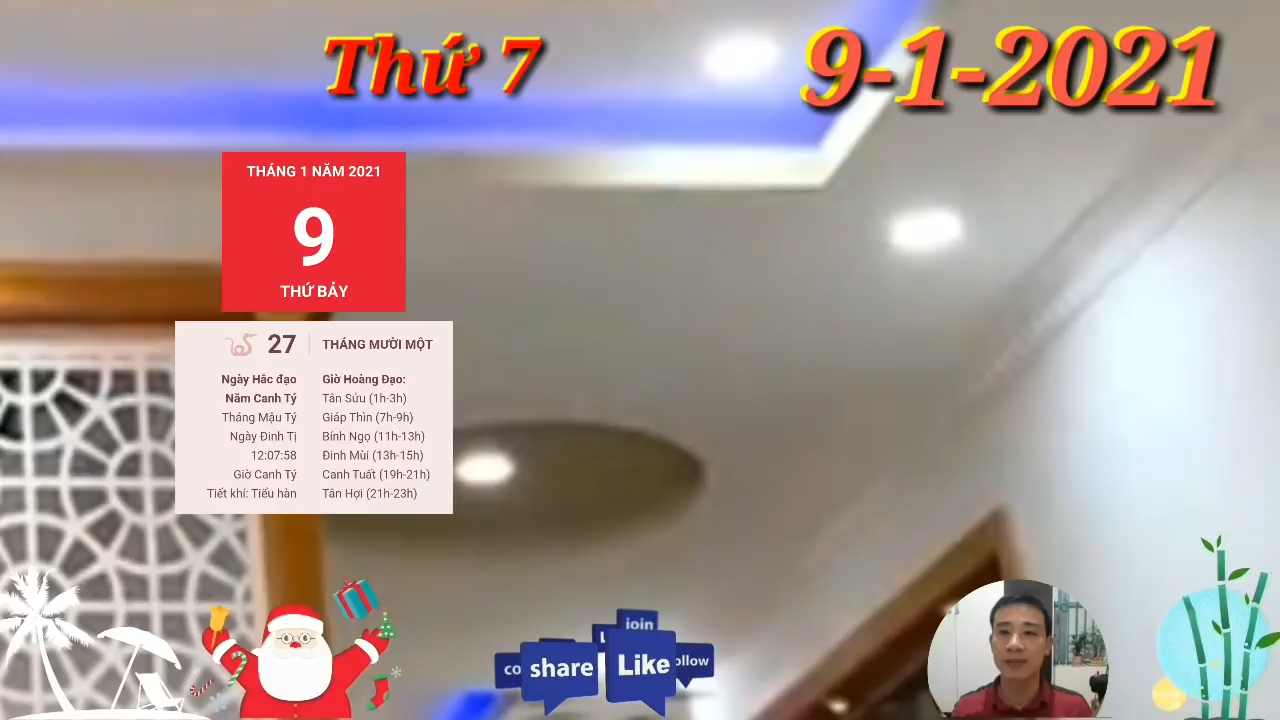 Thứ 7
9-1-2021
THÁNG 1 NĂM 2021
9
THỨ BẢY
27
THÁNG MƯỜI MỘT
Ngày Hắc đạo
Năm Canh Tý
Tháng Mậu Tý
Ngày Đinh Tị
12:07:58
Giờ Canh Tý
Tiết khí: Tiểu hàn
Giờ Hoàng Đạo:
Tân Sửu (1h-3h)
Giáp Thìn (7h-9h)
Bính Ngọ (11h-13h)
Đinh Mùi (13h-15h)
Canh Tuất (19h-21h)
Tân Hợi (21h-23h)
join
share
Like